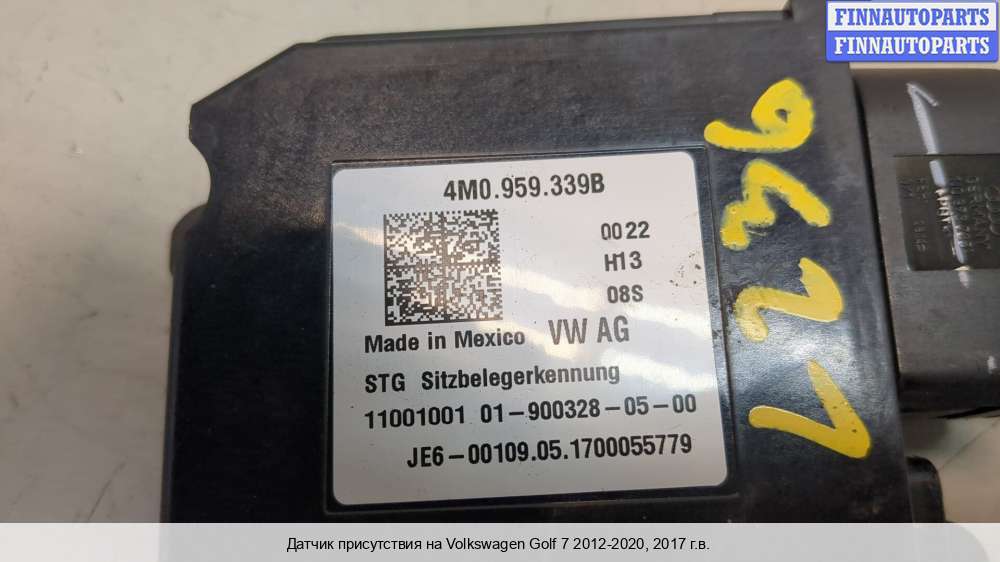 FINNAUTOPARTS
FINNAUTOPARTS
4M0.959.339B
0022
H13
08S
Made in Mexico VW AG
STG Sitzbelegerkennung
11001001 01-900328-05-00
JE6-00109.05.1700055779
Датчик присутствия на Volkswagen Golf 7 2012-2020, 2017 г.в.